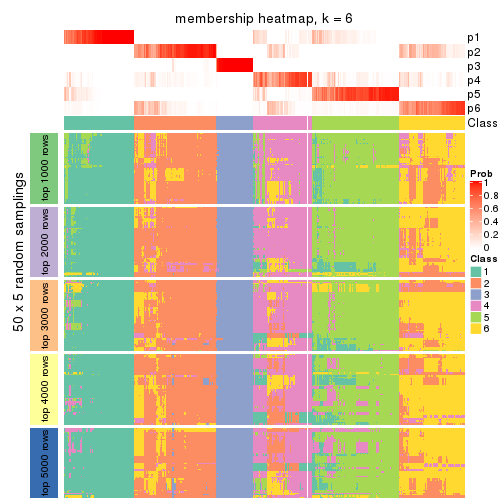 membership heatmap, k = 6
p1
p2
p3
p4
p5
p6
Class
50 x 5 random samplings
top 1000 rows
top 2000 rows
top 3000 rows
top 4000 rows
top 5000 rows
Prob
1
0.8
0.6
0.4
0.2
0
Class
1
2
3
4
5
6